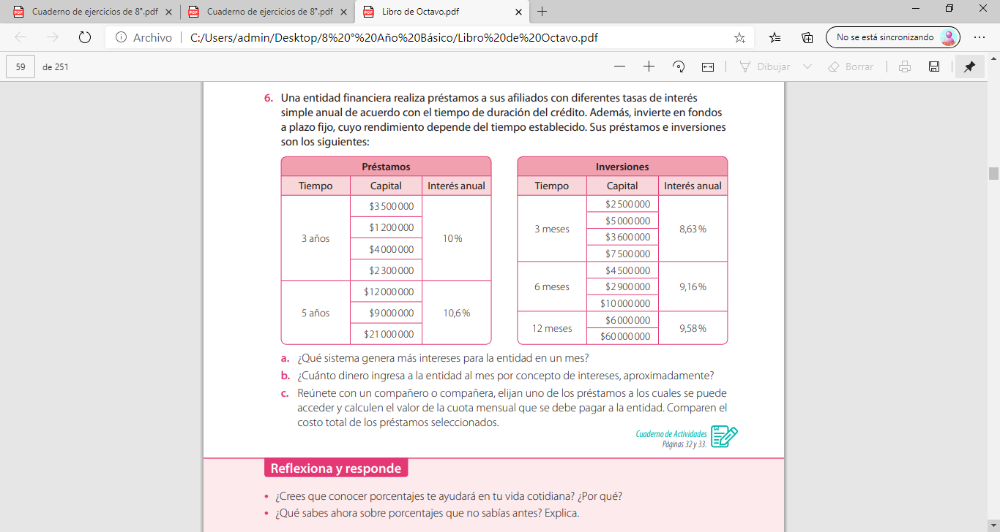 Cuaderno de ejercicios de 8°.pdf
Cuaderno de ejercicios de 8°.pdf
Libro de Octavo.pdf
Archivo
C:/Users/admin/Desktop/8%20°%20Año%20Básico/Libro%20de%20Octavo.pdf
No se está sincronizando
59 de 251
Dibujar
Borrar
6. Una entidad financiera realiza préstamos a sus afiliados con diferentes tasas de interés
simple anual de acuerdo con el tiempo de duración del crédito. Además, invierte en fondos
a plazo fijo, cuyo rendimiento depende del tiempo establecido. Sus préstamos e inversiones
son los siguientes:
Préstamos
Tiempo Capital Interés anual
3 años
$3 500 000
$1 200 000
$4 000 000
$2 300 000
10 %
5 años
$12 000 000
$9 000 000
$21 000 000
10,6 %
Inversiones
Tiempo Capital Interés anual
3 meses
$2 500 000
$5 000 000
$3 600 000
$7 500 000
8,63 %
6 meses
$4 500 000
$2 900 000
$10 000 000
9,16 %
12 meses
$6 000 000
$60 000 000
9,58 %
a. ¿Qué sistema genera más intereses para la entidad en un mes?
b. ¿Cuánto dinero ingresa a la entidad al mes por concepto de intereses, aproximadamente?
c. Reúnete con un compañero o compañera, elijan uno de los préstamos a los cuales se puede
acceder y calculen el valor de la cuota mensual que se debe pagar a la entidad. Comparen el
costo total de los préstamos seleccionados.
Cuaderno de Actividades
Páginas 32 y 33.
Reflexiona y responde
• ¿Crees que conocer porcentajes te ayudará en tu vida cotidiana? ¿Por qué?
• ¿Qué sabes ahora sobre porcentajes que no sabías antes? Explica.